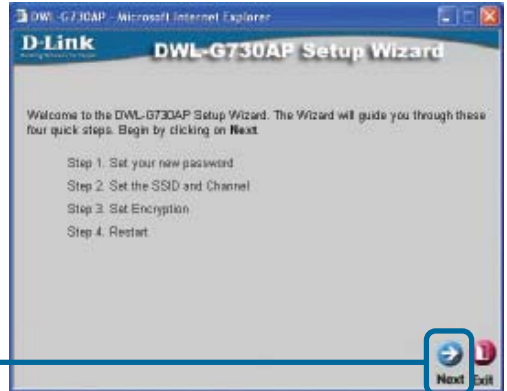 DWL-G730AP - Microsoft Internet Explorer
D-Link
DWL-G730AP Setup Wizard
Welcome to the DWL-G730AP Setup Wizard. The Wizard will guide you through these
four quick steps. Begin by clicking on Next
Step 1. Set your new password
Step 2. Set the SSID and Channel
Step 3. Set Encryption
Step 4. Restart
Next Exit